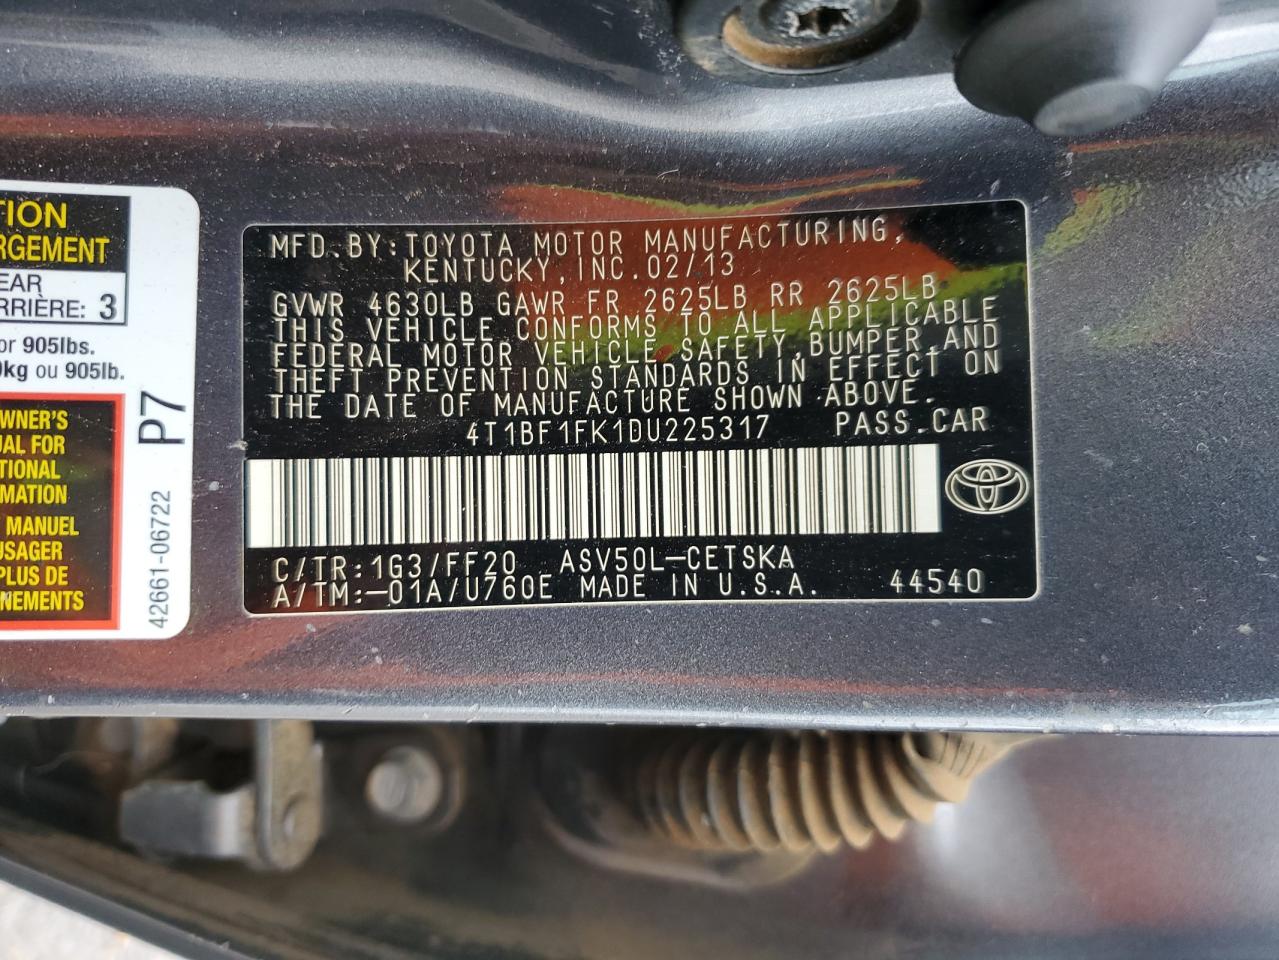 TION
RGEMENT
EAR
RRIÈRE: 3
or 905lbs.
0kg ou 905lb.
WNER'S
UAL FOR
TIONAL
RMATION
MANUEL
USAGER
PLUS DE
GNEMENTS
P7
42661-06722
MFD.BY:TOYOTA MOTOR MANUFACTURING,
KENTUCKY,INC.02/13
GVWR 4630LB GAWR FR 2625LB RR 2625LB
THIS VEHICLE CONFORMS TO ALL APPLICABLE
FEDERAL MOTOR VEHICLE SAFETY,BUMPER,AND
THEFT PREVENTION STANDARDS IN EFFECT ON
THE DATE OF MANUFACTURE SHOWN ABOVE.
4T1BF1FK1DU225317 PASS.CAR
C/TR:1G3/FF20 ASV50L-CETSKA
A/TM:-01A/U760E MADE IN U.S.A. 44540